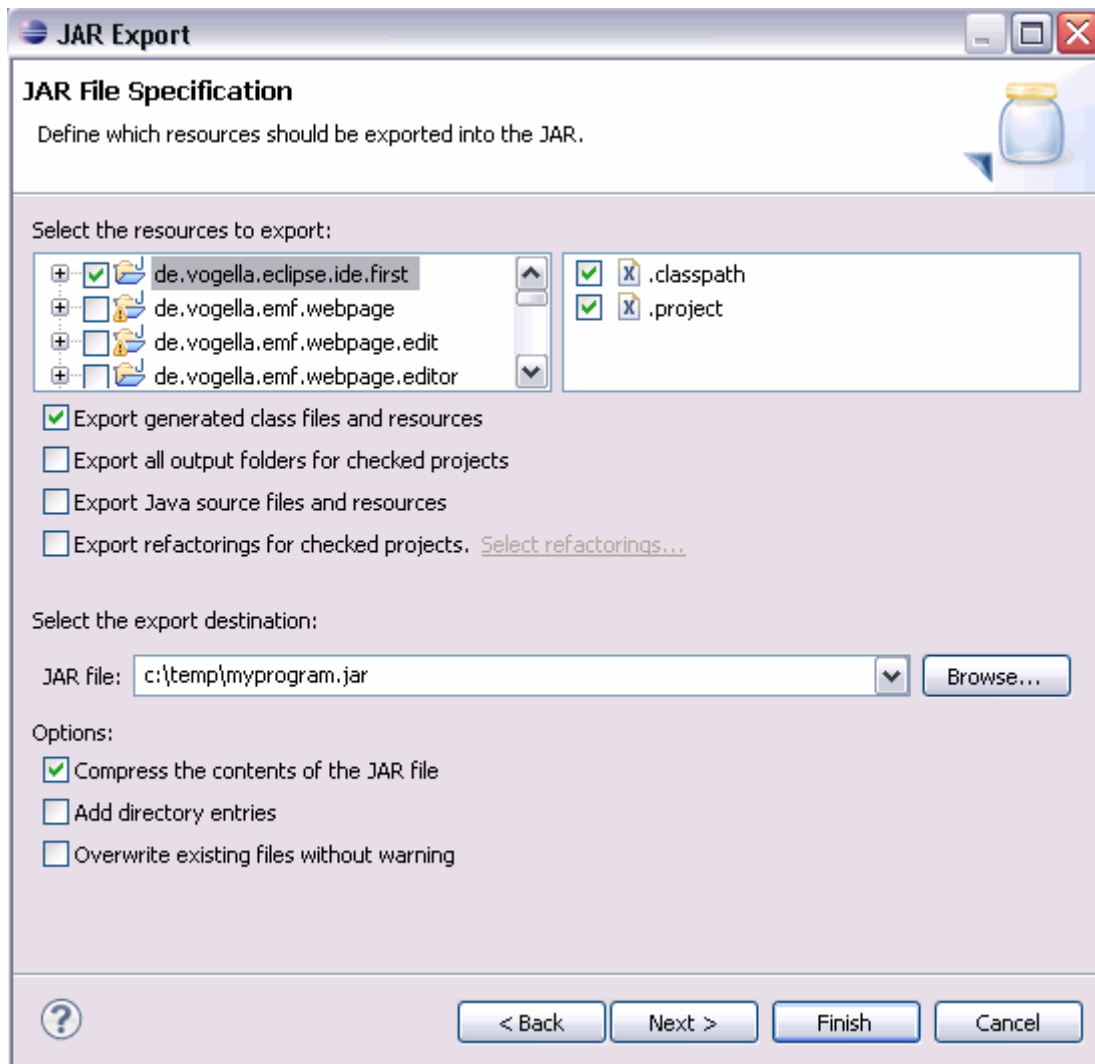 JAR Export
JAR File Specification
Define which resources should be exported into the JAR.
Select the resources to export:
de.vogella.eclipse.ide.first
de.vogella.emf.webpage
de.vogella.emf.webpage.edit
de.vogella.emf.webpage.editor
.classpath
.project
Export generated class files and resources
Export all output folders for checked projects
Export Java source files and resources
Export refactorings for checked projects. Select refactorings...
Select the export destination:
JAR file: c:\temp\myprogram.jar Browse...
Options:
Compress the contents of the JAR file
Add directory entries
Overwrite existing files without warning
? < Back Next > Finish Cancel